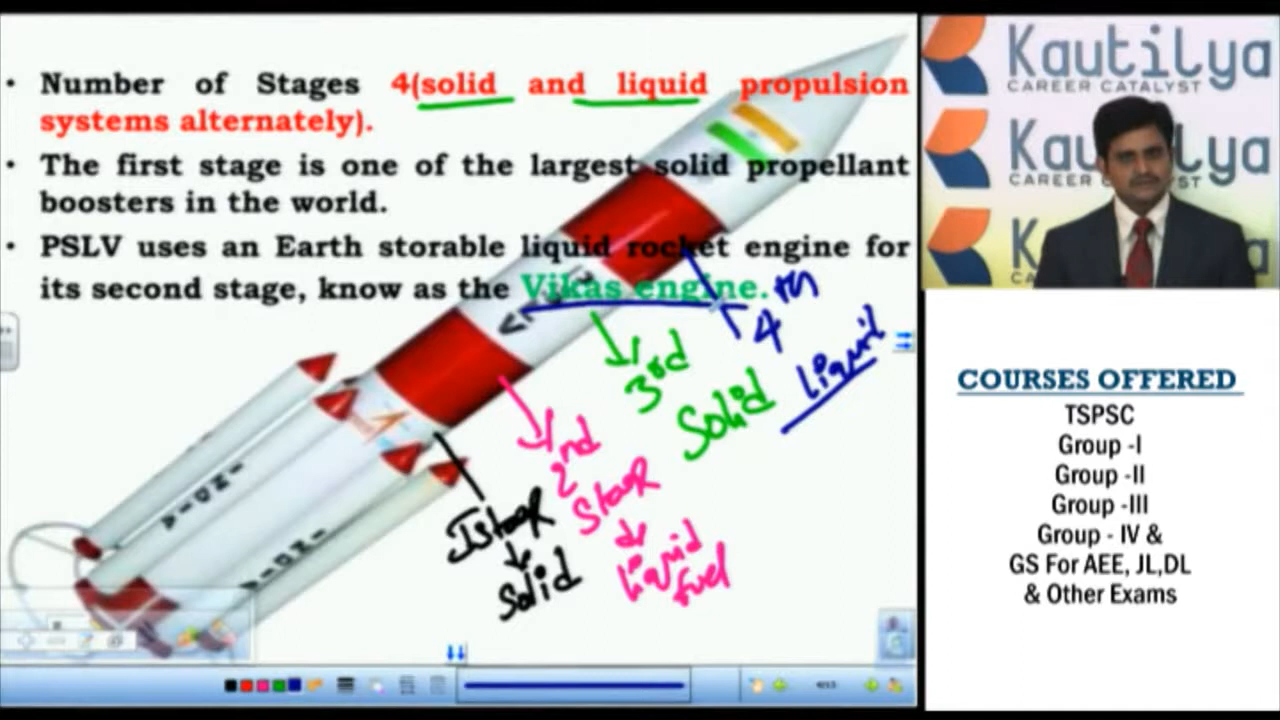 • Number of Stages 4(solid and liquid propulsion
systems alternately).
• The first stage is one of the largest solid propellant
boosters in the world.
• PSLV uses an Earth storable liquid rocket engine for
its second stage, know as the Vikas engine.
4th
liquid
3rd
Solid
2nd
liquid
fuel
Solid
INDIA
INDIA
Kautilya
CAREER CATALYST
COURSES OFFERED
TSPSC
Group -I
Group -II
Group -III
Group - IV &
GS For AEE, JL,DL
& Other Exams